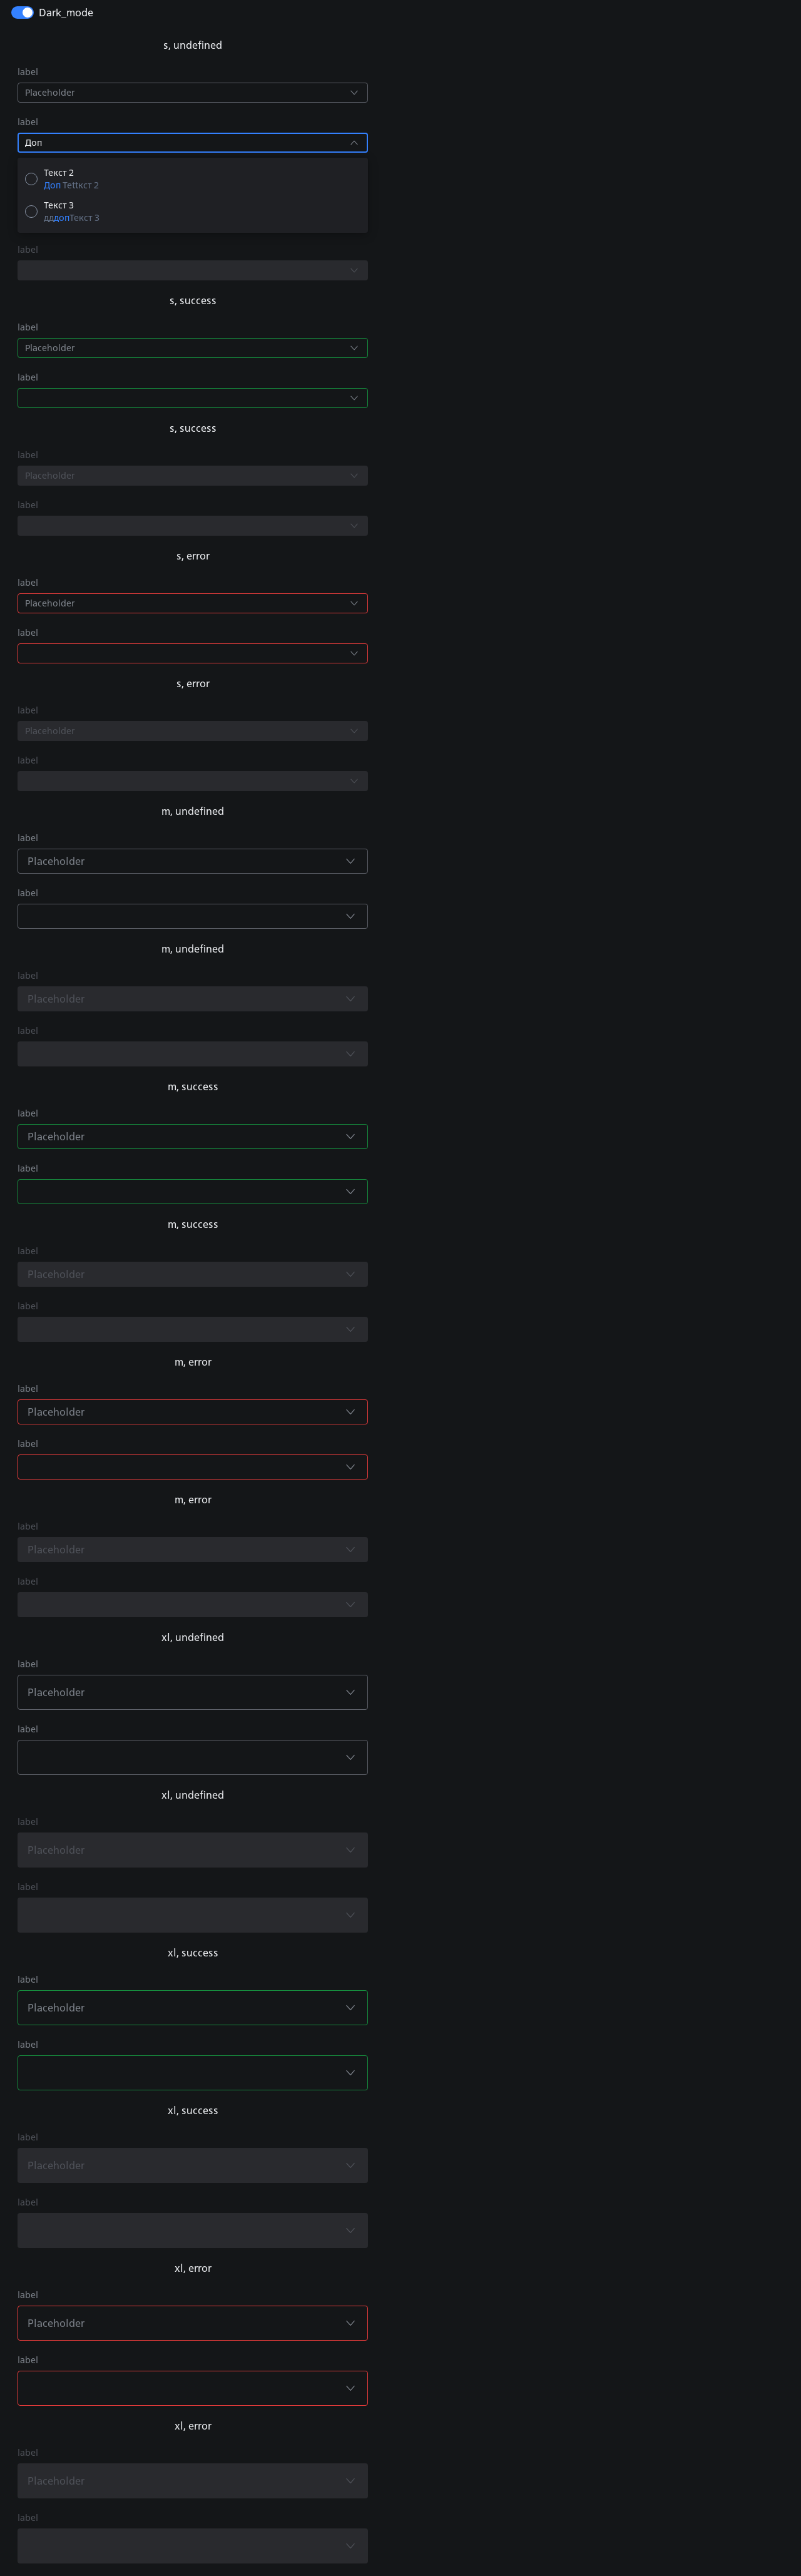 Dark_mode
s, undefined
label
Placeholder
label
Доп
Текст 2
Доп Tettкст 2
Текст 3
дддопТекст 3
label
s, success
label
Placeholder
label
s, success
label
Placeholder
label
s, error
label
Placeholder
label
s, error
label
Placeholder
label
m, undefined
label
Placeholder
label
m, undefined
label
Placeholder
label
m, success
label
Placeholder
label
m, success
label
Placeholder
label
m, error
label
Placeholder
label
m, error
label
Placeholder
label
xl, undefined
label
Placeholder
label
xl, undefined
label
Placeholder
label
xl, success
label
Placeholder
label
xl, success
label
Placeholder
label
xl, error
label
Placeholder
label
xl, error
label
Placeholder
label